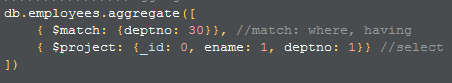 db.employees.aggregate([
{ $match: {deptno: 30}}, //match: where, having
{ $project: {_id: 0, ename: 1, deptno: 1}} //select
])